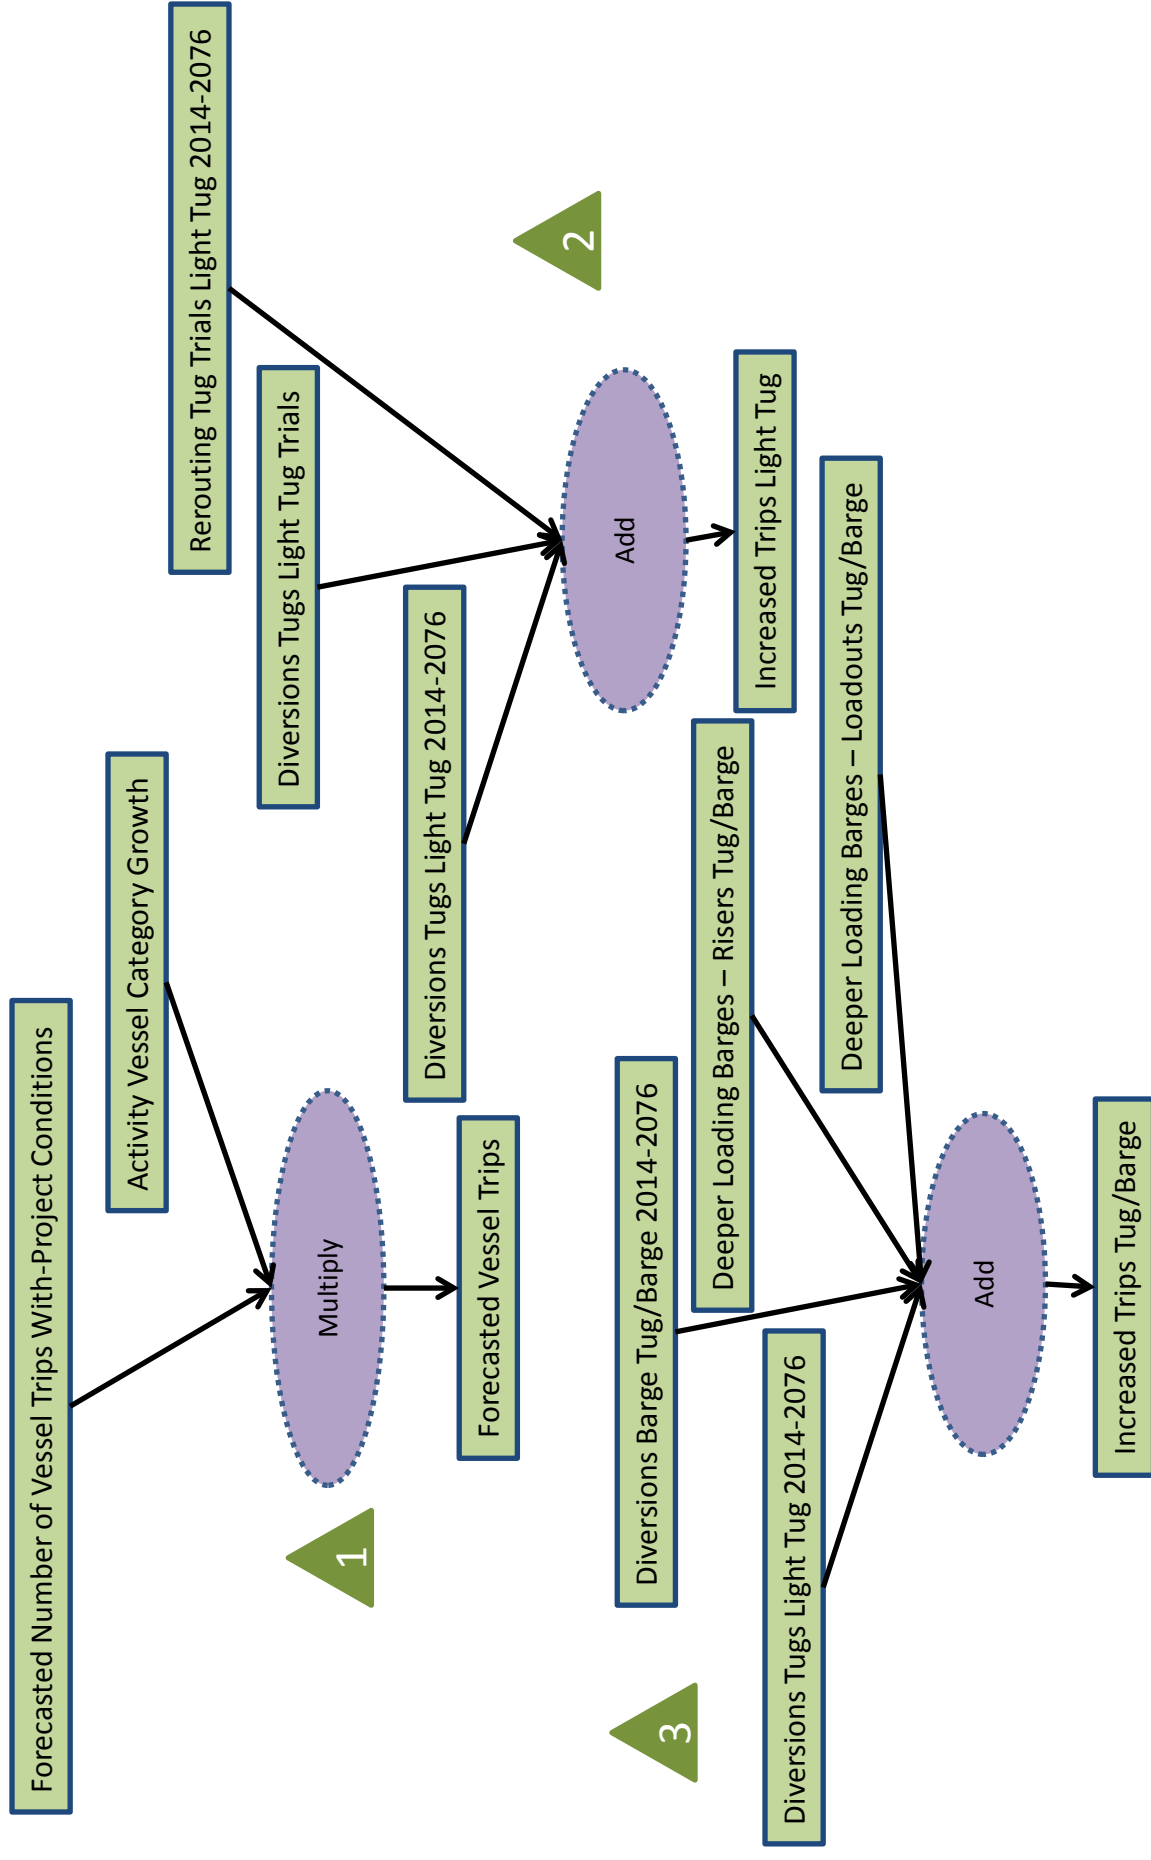 Forecasted Number of Vessel Trips With-Project Conditions
Activity Vessel Category Growth
Multiply
Forecasted Vessel Trips
1
Rerouting Tug Trials Light Tug 2014-2076
Diversions Tugs Light Tug Trials
Diversions Tugs Light Tug 2014-2076
Add
Increased Trips Light Tug
2
3
Diversions Barge Tug/Barge 2014-2076
Deeper Loading Barges – Risers Tug/Barge
Diversions Tugs Light Tug 2014-2076
Deeper Loading Barges – Loadouts Tug/Barge
Add
Increased Trips Tug/Barge